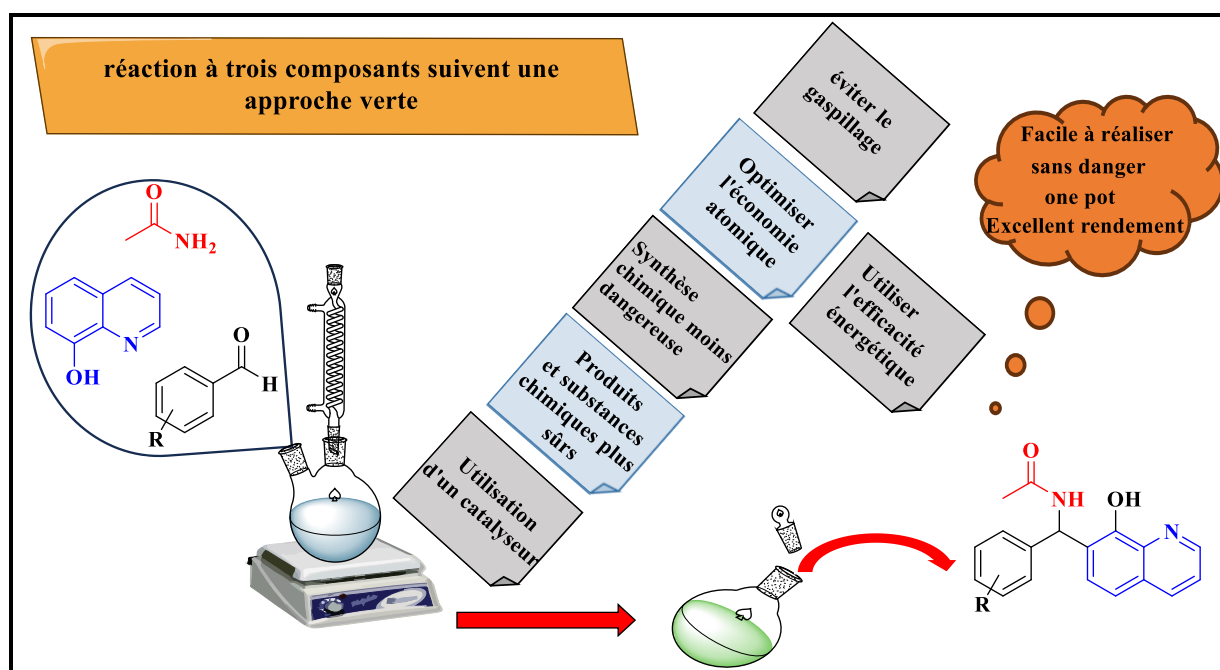 réaction à trois composants suivent une
approche verte
O
NH2
N
OH
O
H
R
éviter le
gaspillage
Optimiser
l'économie
atomique
Synthèse
chimique moins
dangereuse
Utiliser
l'efficacité
énergétique
Produits
et substances
chimiques plus
sûrs
Utilisation
d'un catalyseur
Facile à réaliser
sans danger
one pot
Excellent rendement
O
NH
OH
N
R